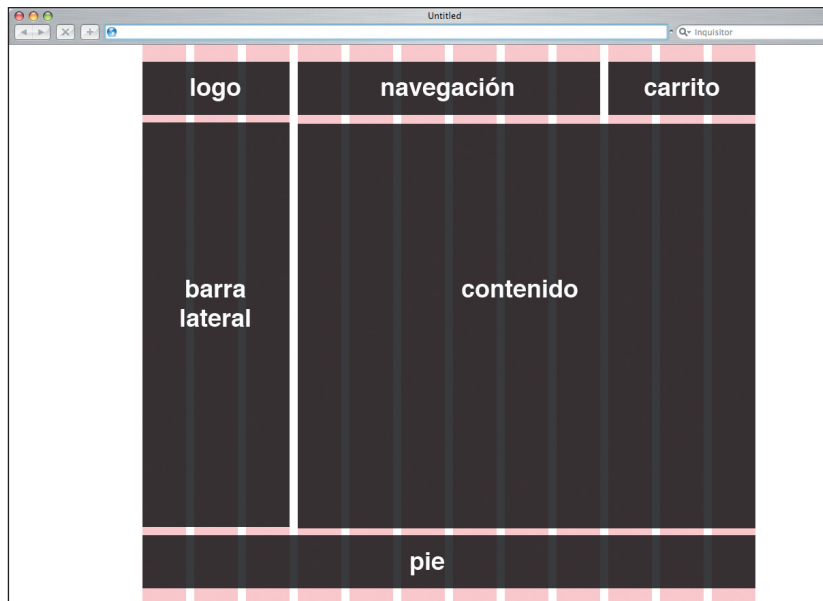 Untitled
Inquisitor
logo
navegación
carrito
barra
lateral
contenido
pie